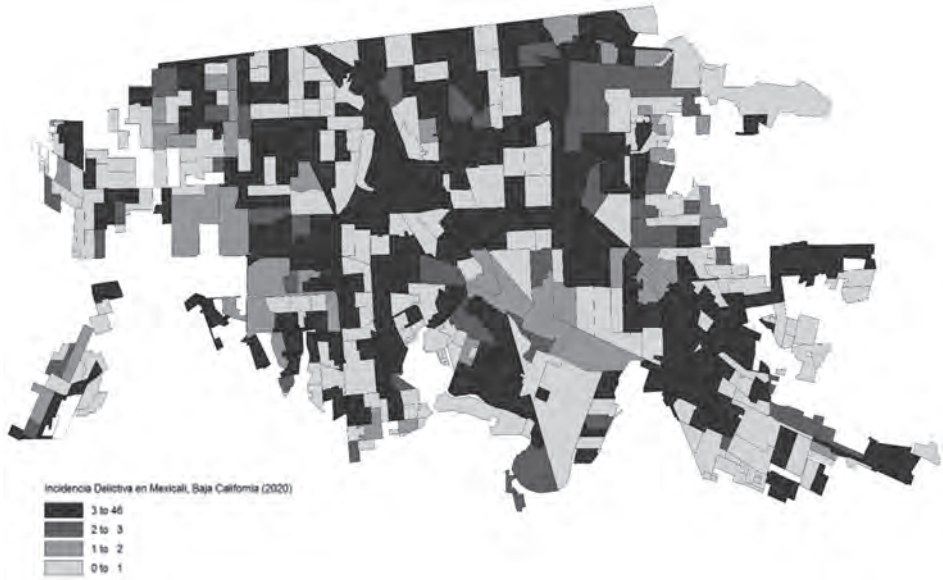 Incidencia Delictiva en Mexicali, Baja California (2020)
3 to 46
2 to 3
1 to 2
0 to 1